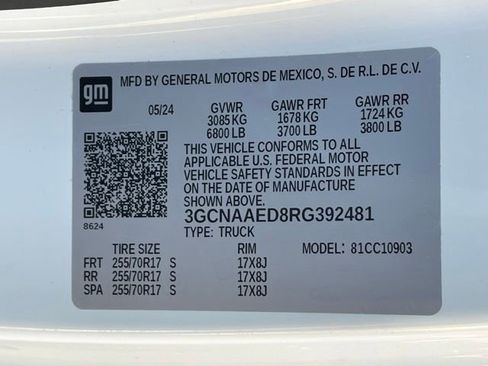 gm MFD BY GENERAL MOTORS DE MEXICO, S. DE R.L. DE C.V.
05/24 GVWR GAWR FRT GAWR RR
3085 KG 1678 KG 1724 KG
6800 LB 3700 LB 3800 LB
THIS VEHICLE CONFORMS TO ALL
APPLICABLE U.S. FEDERAL MOTOR
VEHICLE SAFETY STANDARDS IN EFFECT
ON THE DATE OF MANUFACTURE
SHOWN ABOVE.
3GCNAAED8RG392481
8624 TYPE: TRUCK
TIRE SIZE RIM MODEL: 81CC10903
FRT 255/70R17 S 17X8J
RR 255/70R17 S 17X8J
SPA 255/70R17 S 17X8J